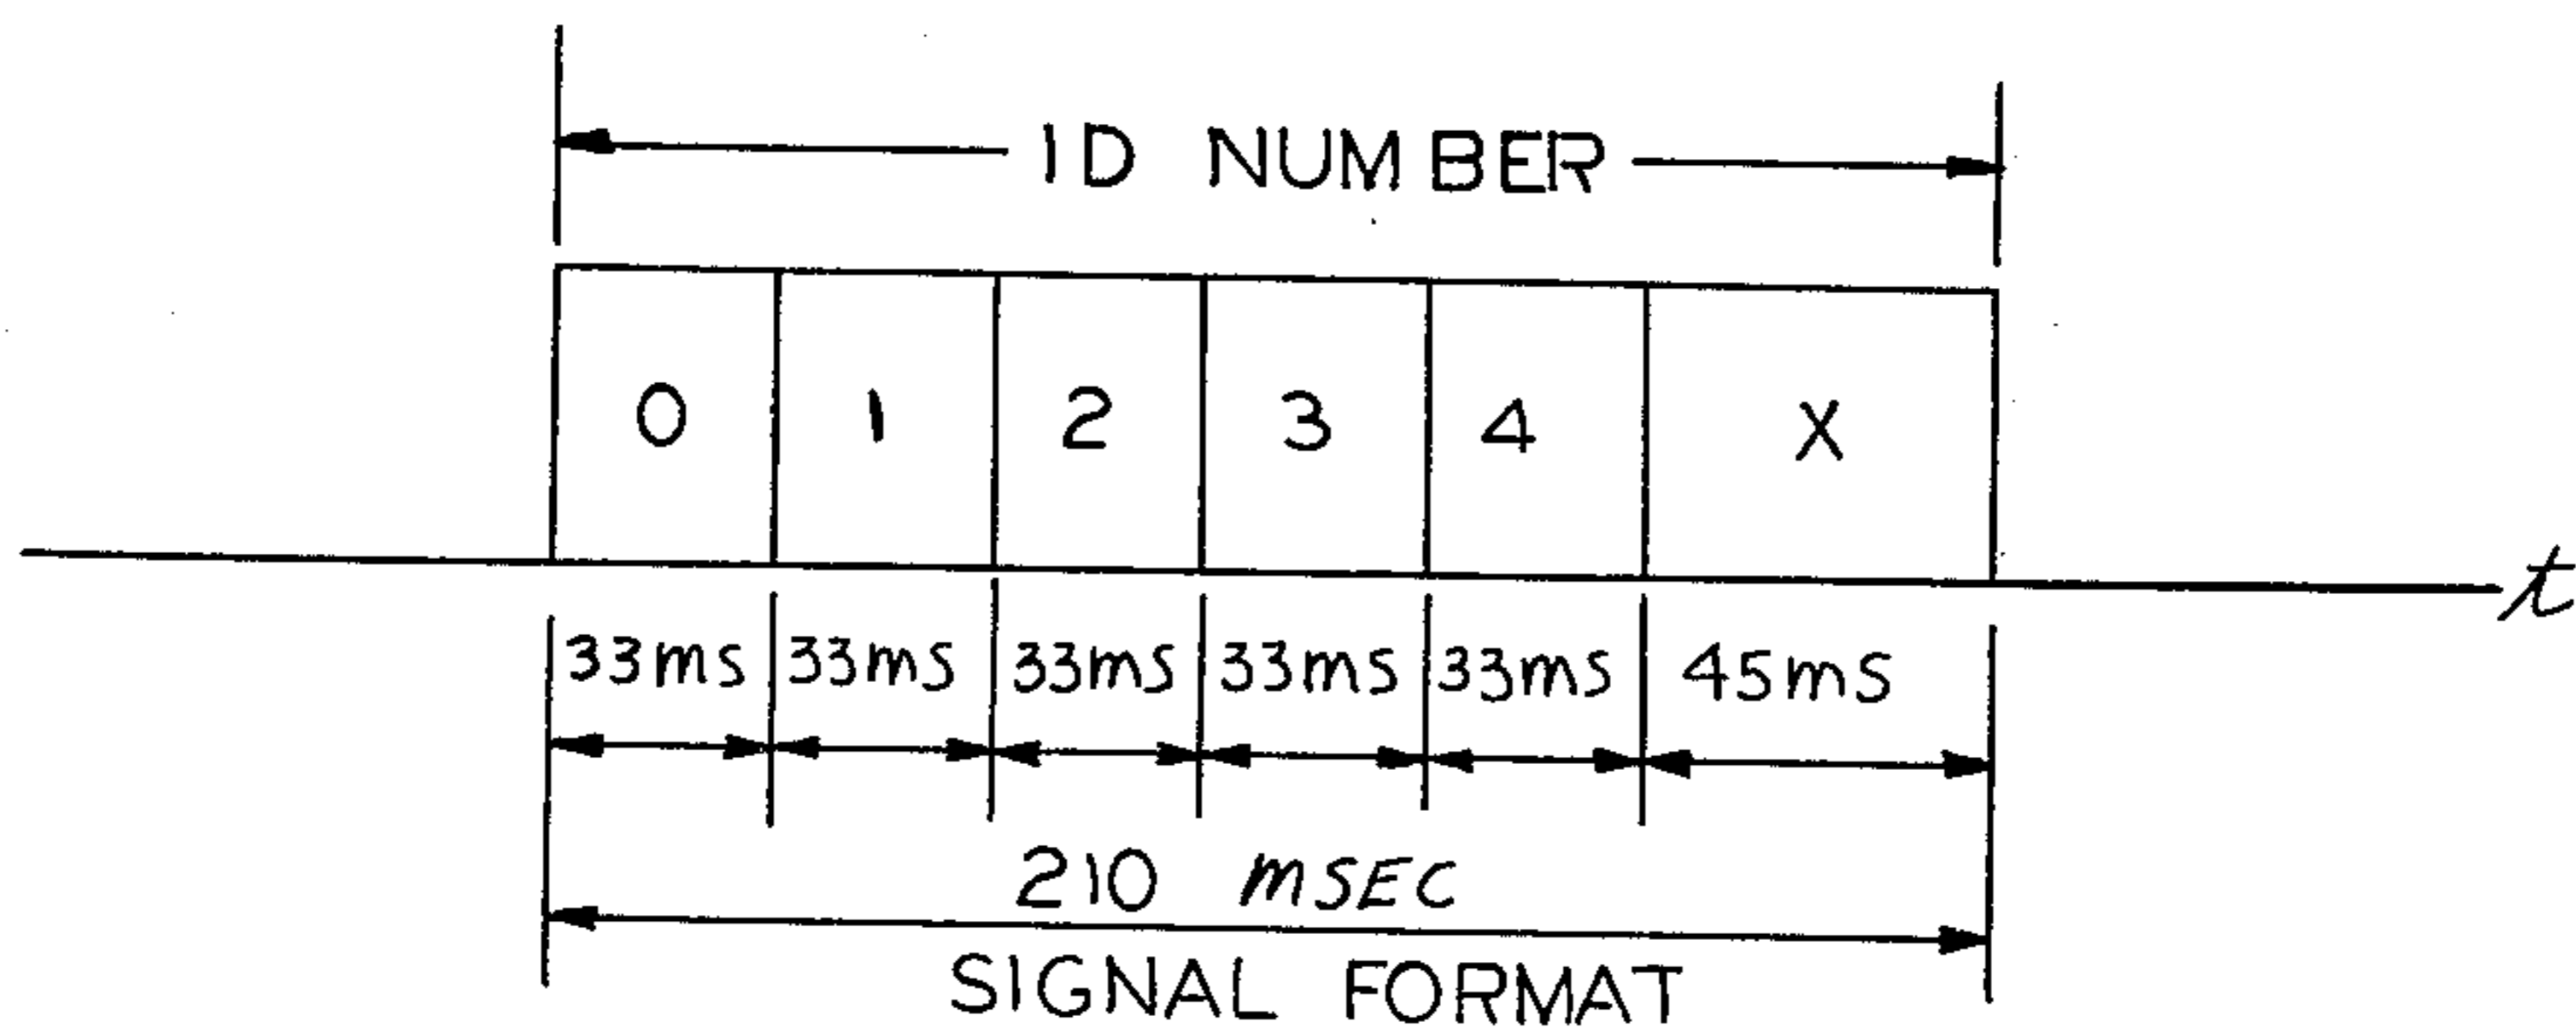 ID NUMBER
0 1 2 3 4 X
t
33ms 33ms 33ms 33ms 33ms 45ms
210 MSEC
SIGNAL FORMAT